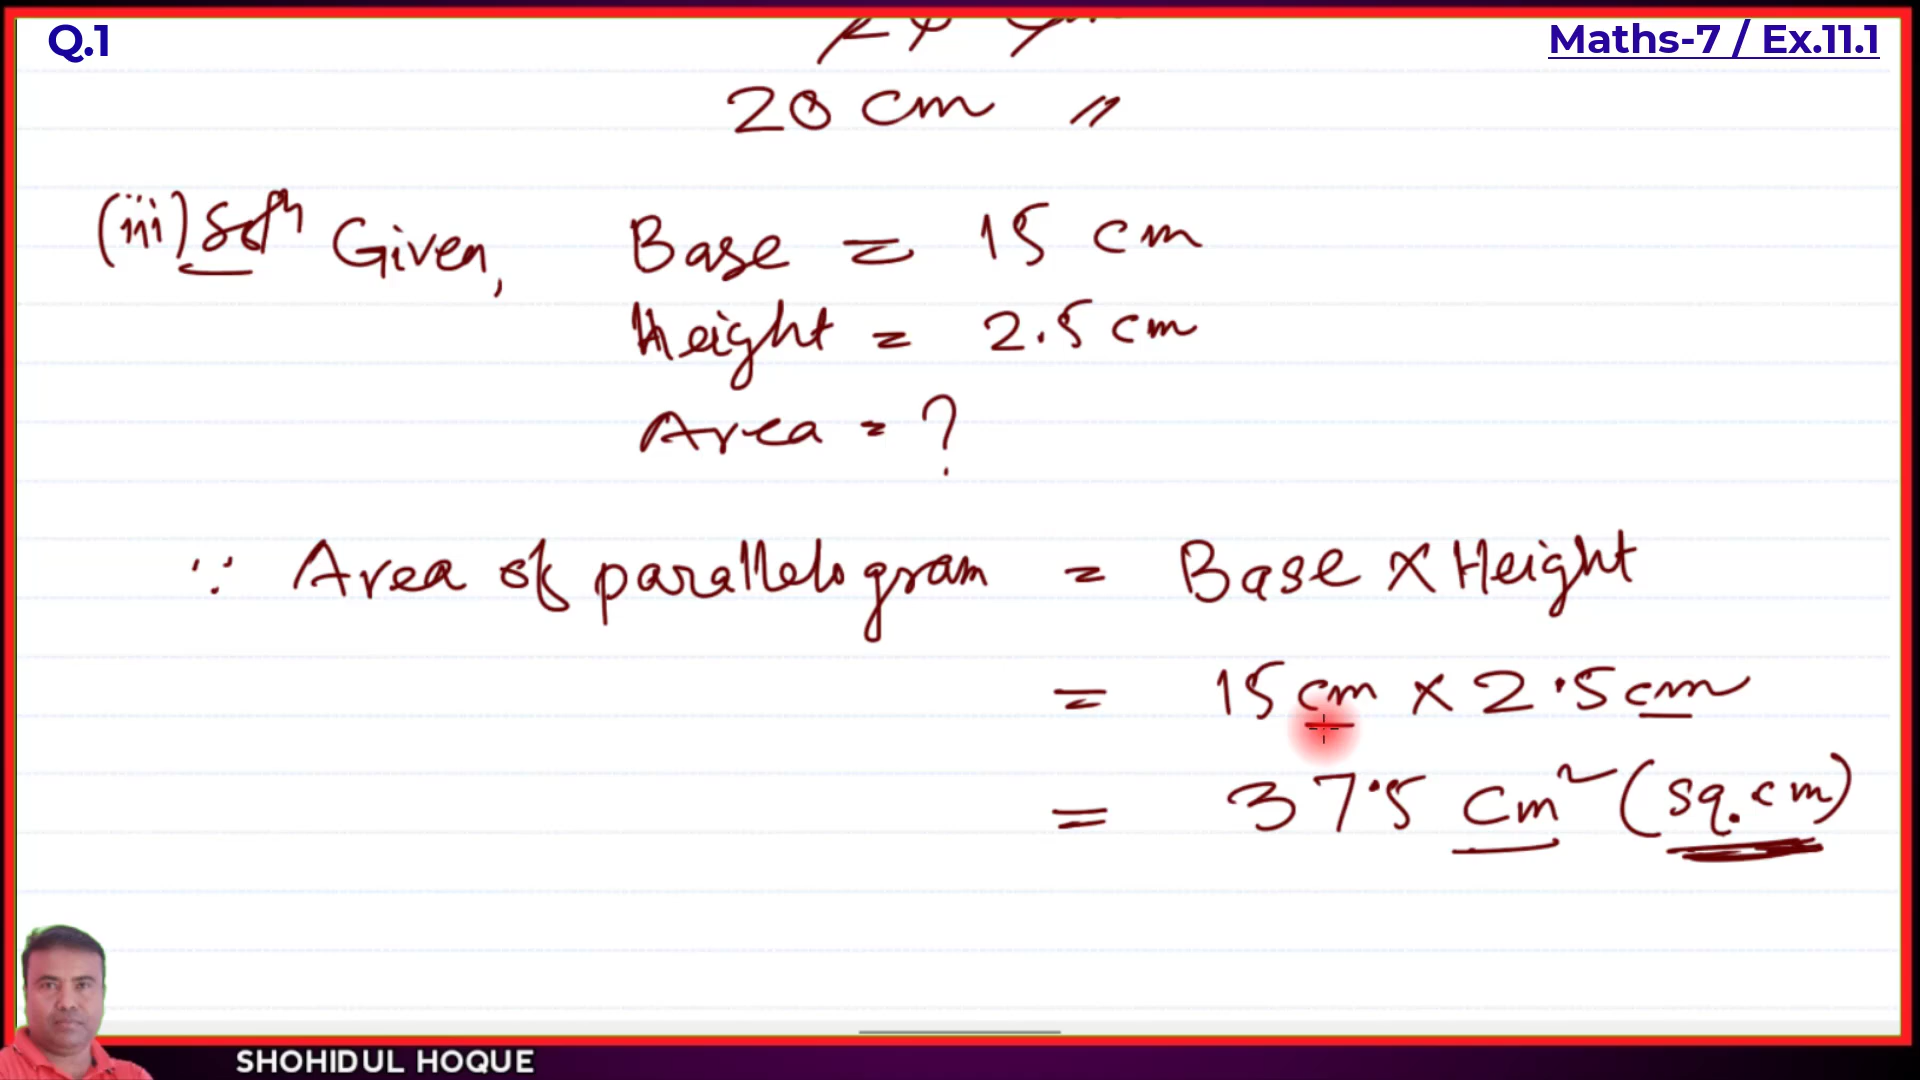 Q.1
Maths-7 / Ex.11.1
20 cm //
(iii) Soln Given, Base = 15 cm
Height = 2.5 cm
Area = ?
∵ Area of parallelogram = Base × Height
= 15 cm × 2.5 cm
= 37.5 cm² (sq. cm)
SHOHIDUL HOQUE